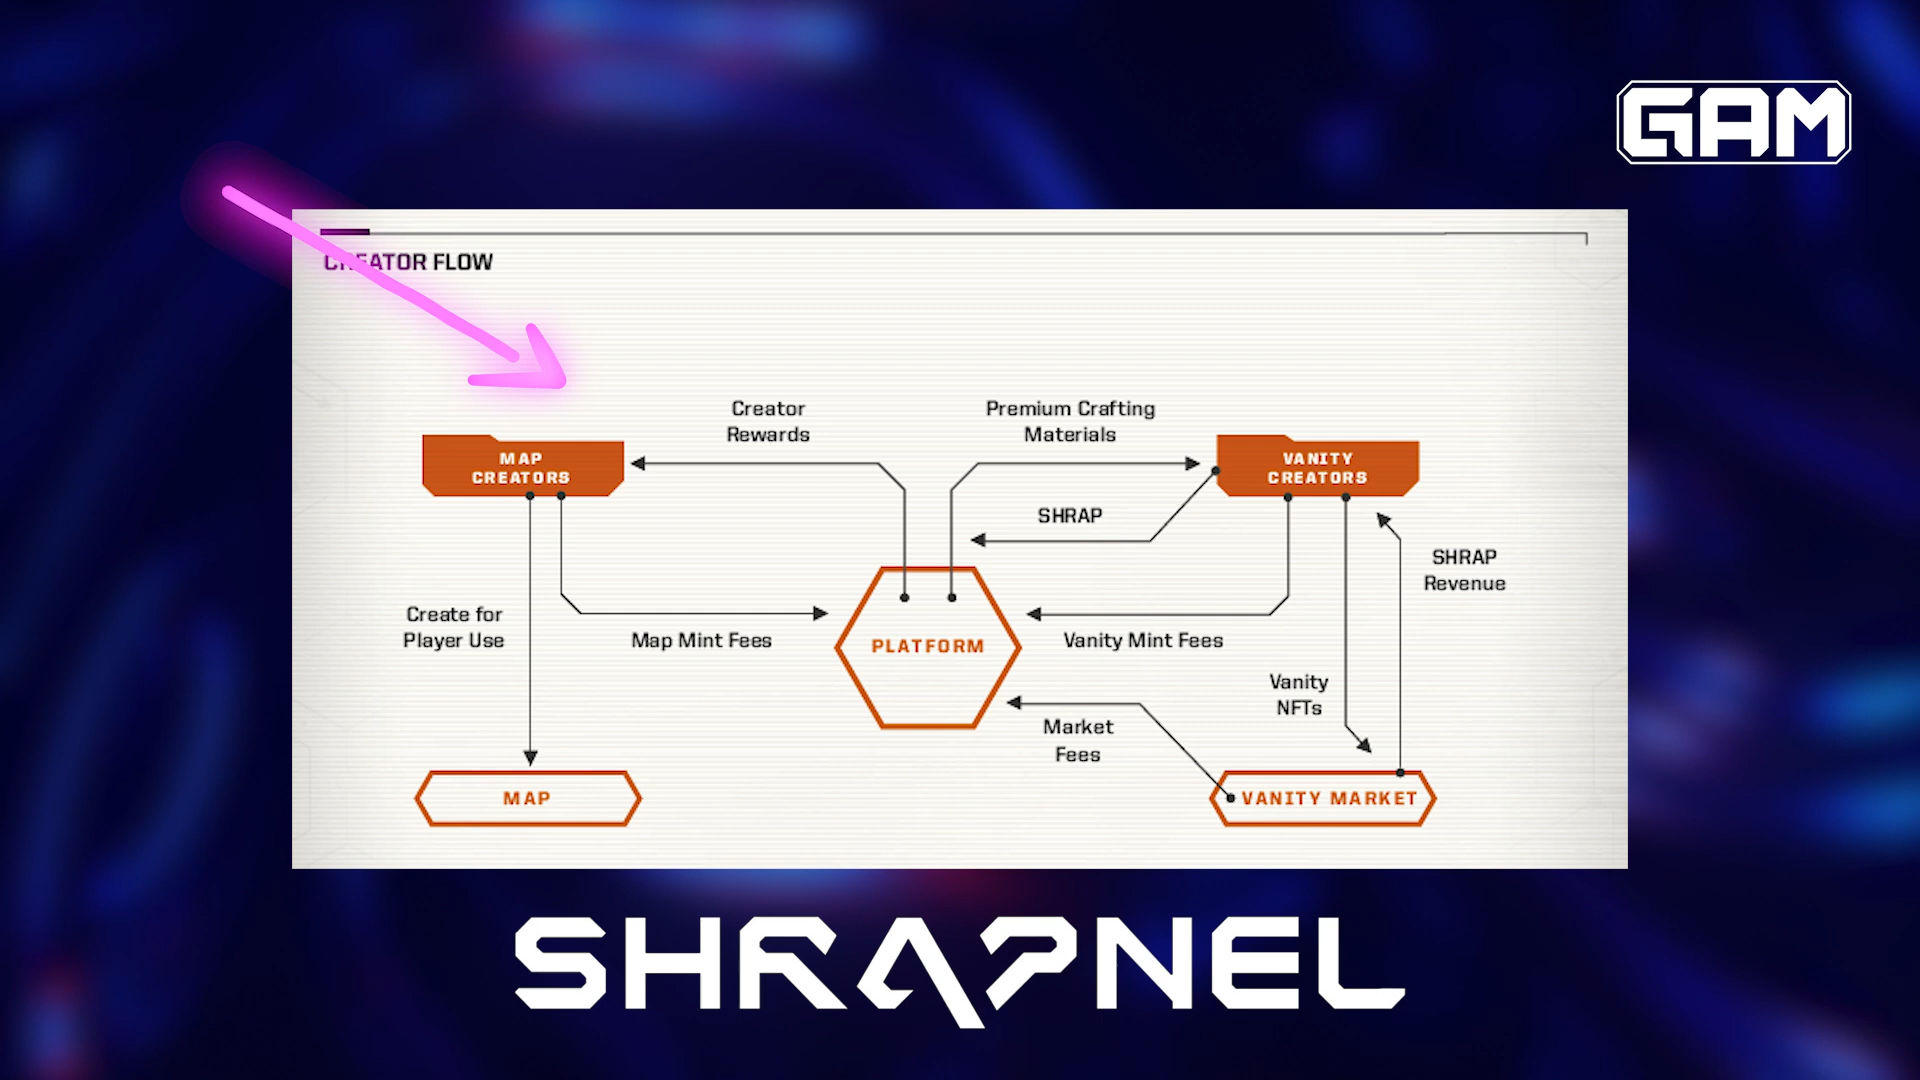 GAM
CREATOR FLOW
Creator
Rewards
Premium Crafting
Materials
MAP
CREATORS
VANITY
CREATORS
SHRAP
SHRAP
Revenue
Create for
Player Use
Map Mint Fees
PLATFORM
Vanity Mint Fees
Vanity
NFTs
Market
Fees
MAP
VANITY MARKET
SHRAPNEL